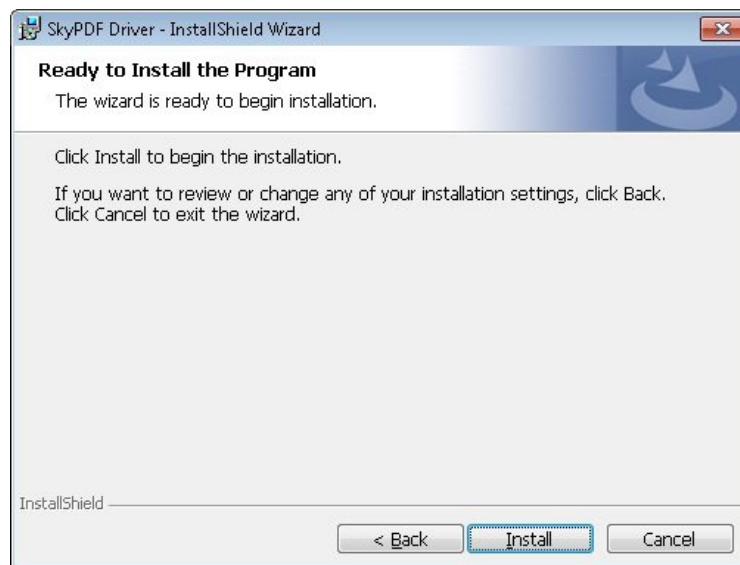 SkyPDF Driver - InstallShield Wizard
Ready to Install the Program
The wizard is ready to begin installation.
Click Install to begin the installation.
If you want to review or change any of your installation settings, click Back.
Click Cancel to exit the wizard.
InstallShield
< Back
Install
Cancel